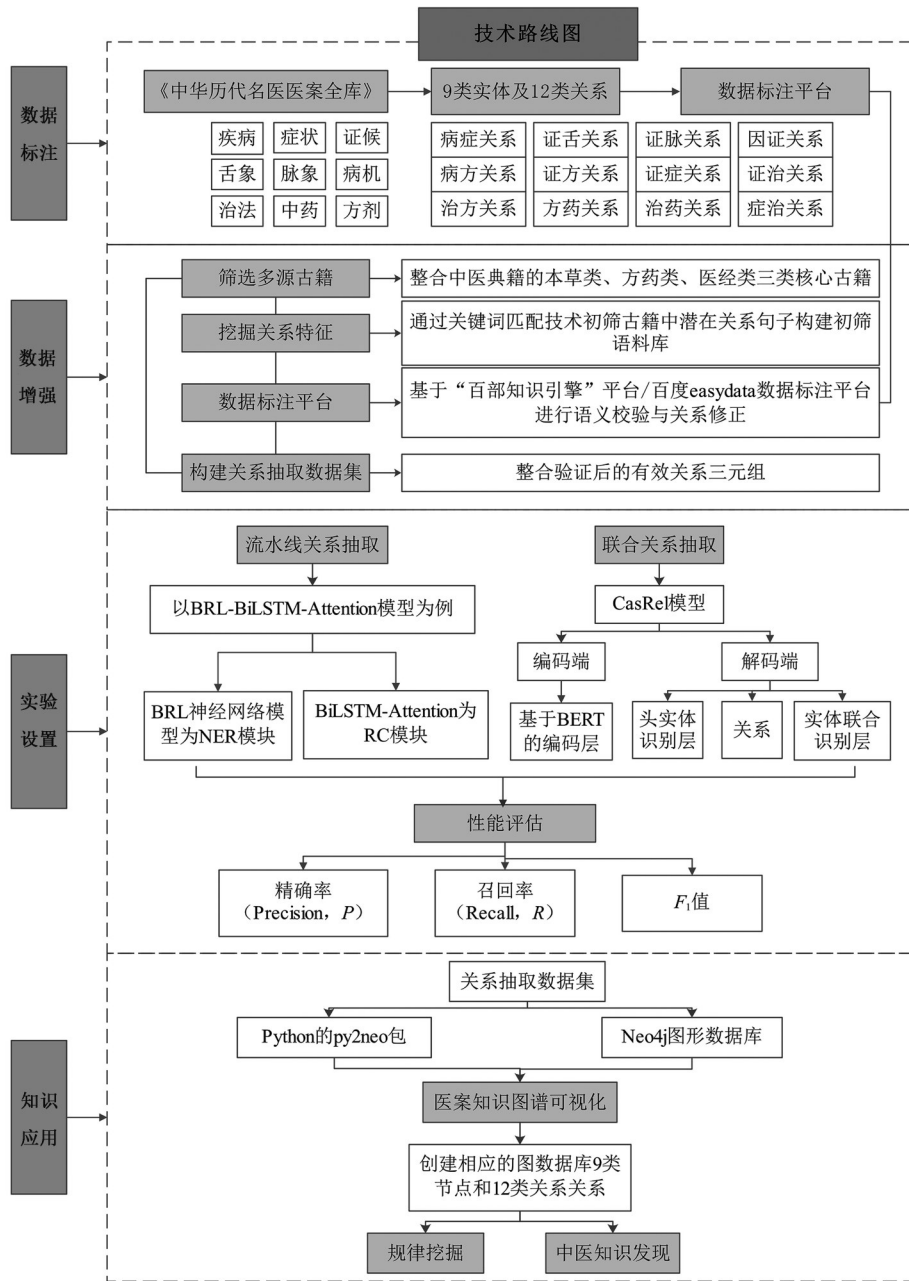 技术路线图
数据
标注
《中华历代名医医案全库》
9类实体及12类关系
数据标注平台
疾病
症状
证候
舌象
脉象
病机
治法
中药
方剂
病症关系
证舌关系
证脉关系
因证关系
病方关系
证方关系
证症关系
证治关系
治方关系
方药关系
治药关系
症治关系
数据
增强
筛选多源古籍
整合中医典籍的本草类、方药类、医经类三类核心古籍
挖掘关系特征
通过关键词匹配技术初筛古籍中潜在关系句子构建初筛
语料库
数据标注平台
基于“百部知识引擎”平台/百度easydata数据标注平台
进行语义校验与关系修正
构建关系抽取数据集
整合验证后的有效关系三元组
实验
设置
流水线关系抽取
联合关系抽取
以BRL-BiLSTM-Attention模型为例
CasRel模型
编码端
解码端
BRL神经网络模
型为NER模块
BiLSTM-Attention为
RC模块
基于BERT
的编码层
头实体
识别层
关系
实体联合
识别层
性能评估
精确率
（Precision，P）
召回率
（Recall，R）
F₁值
知识
应用
关系抽取数据集
Python的py2neo包
Neo4j图形数据库
医案知识图谱可视化
创建相应的图数据库9类
节点和12类关系关系
规律挖掘
中医知识发现